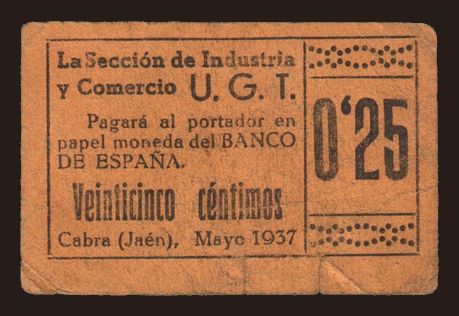 La Sección de Industria
y Comercio U. G. T.
Pagará al portador en
papel moneda del BANCO
DE ESPAÑA.
Veinticinco céntimos
Cabra (Jaén), Mayo 1937
0'25